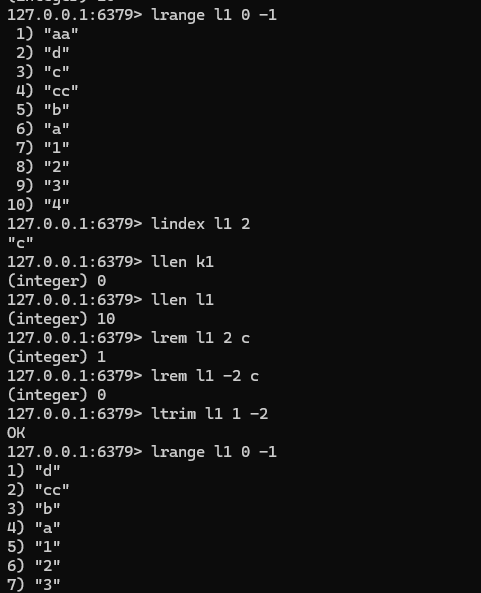 127.0.0.1:6379> lrange l1 0 -1
 1) "aa"
 2) "d"
 3) "c"
 4) "cc"
 5) "b"
 6) "a"
 7) "1"
 8) "2"
 9) "3"
10) "4"
127.0.0.1:6379> lindex l1 2
"c"
127.0.0.1:6379> llen k1
(integer) 0
127.0.0.1:6379> llen l1
(integer) 10
127.0.0.1:6379> lrem l1 2 c
(integer) 1
127.0.0.1:6379> lrem l1 -2 c
(integer) 0
127.0.0.1:6379> ltrim l1 1 -2
OK
127.0.0.1:6379> lrange l1 0 -1
1) "d"
2) "cc"
3) "b"
4) "a"
5) "1"
6) "2"
7) "3"